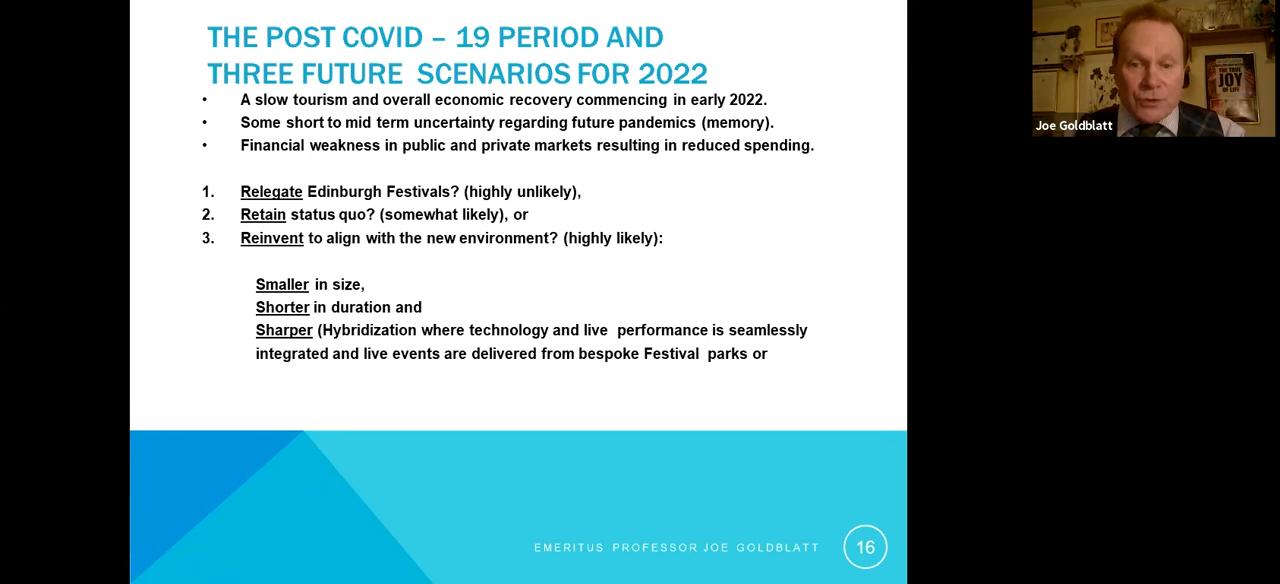 THE POST COVID – 19 PERIOD AND
THREE FUTURE SCENARIOS FOR 2022
• A slow tourism and overall economic recovery commencing in early 2022.
• Some short to mid term uncertainty regarding future pandemics (memory).
• Financial weakness in public and private markets resulting in reduced spending.
1. Relegate Edinburgh Festivals? (highly unlikely),
2. Retain status quo? (somewhat likely), or
3. Reinvent to align with the new environment? (highly likely):
Smaller in size,
Shorter in duration and
Sharper (Hybridization where technology and live performance is seamlessly
integrated and live events are delivered from bespoke Festival parks or
EMERITUS PROFESSOR JOE GOLDBLATT
16
THE TRUE
JOY
OF LIFE
Joe Goldblatt